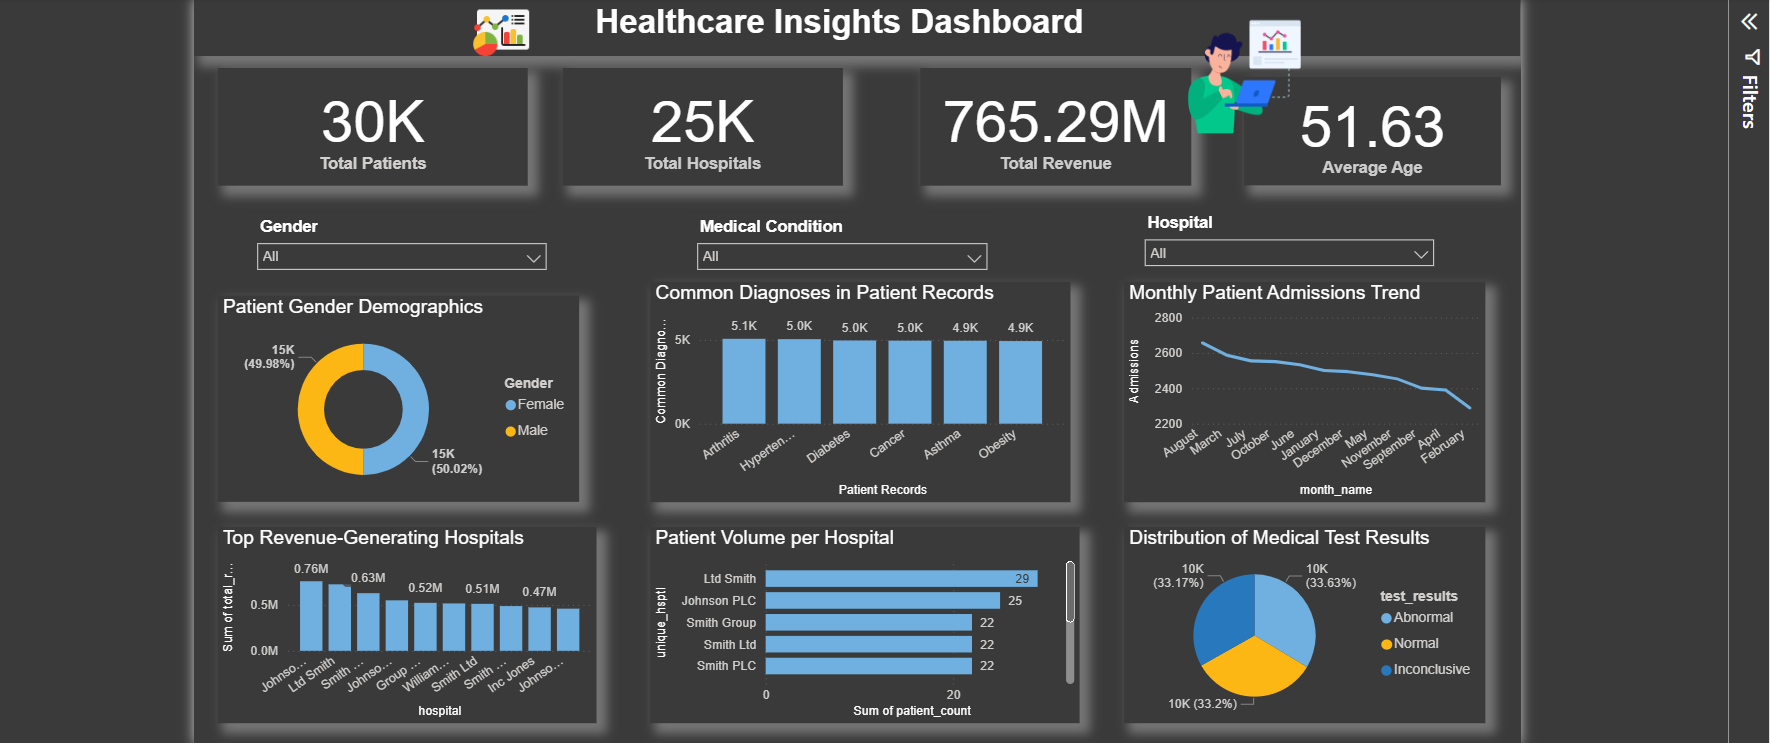 Healthcare Insights Dashboard
Filters
30K
Total Patients
25K
Total Hospitals
765.29M
Total Revenue
51.63
Average Age
Gender
All
Medical Condition
All
Hospital
All
Patient Gender Demographics
15K
(49.98%)
15K
(50.02%)
Gender
Female
Male
Common Diagnoses in Patient Records
Common Diagno...
5K
0K
5.1K
5.0K
5.0K
5.0K
4.9K
4.9K
Arthritis
Hyperten...
Diabetes
Cancer
Asthma
Obesity
Patient Records
Monthly Patient Admissions Trend
Admissions
2800
2600
2400
2200
August
March
July
October
June
January
December
May
November
September
April
February
month_name
Top Revenue-Generating Hospitals
Sum of total_r...
0.5M
0.0M
0.76M
0.63M
0.52M
0.51M
0.47M
Johnso...
Ltd Smith
Smith ...
Johnso...
Group ...
William...
Smith Ltd
Smith ...
Inc Jones
Johnso...
hospital
Patient Volume per Hospital
unique_hsptl
Ltd Smith
29
Johnson PLC
25
Smith Group
22
Smith Ltd
22
Smith PLC
22
0
20
Sum of patient_count
Distribution of Medical Test Results
10K
(33.17%)
10K
(33.63%)
10K (33.2%)
test_results
Abnormal
Normal
Inconclusive